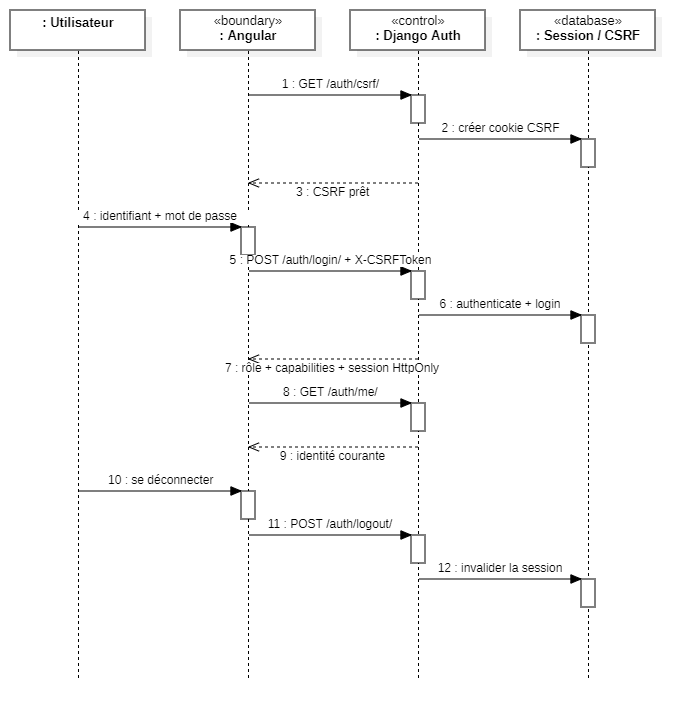 : Utilisateur
«boundary»
: Angular
«control»
: Django Auth
«database»
: Session / CSRF
1 : GET /auth/csrf/
2 : créer cookie CSRF
3 : CSRF prêt
4 : identifiant + mot de passe
5 : POST /auth/login/ + X-CSRFToken
6 : authenticate + login
7 : rôle + capabilities + session HttpOnly
8 : GET /auth/me/
9 : identité courante
10 : se déconnecter
11 : POST /auth/logout/
12 : invalider la session